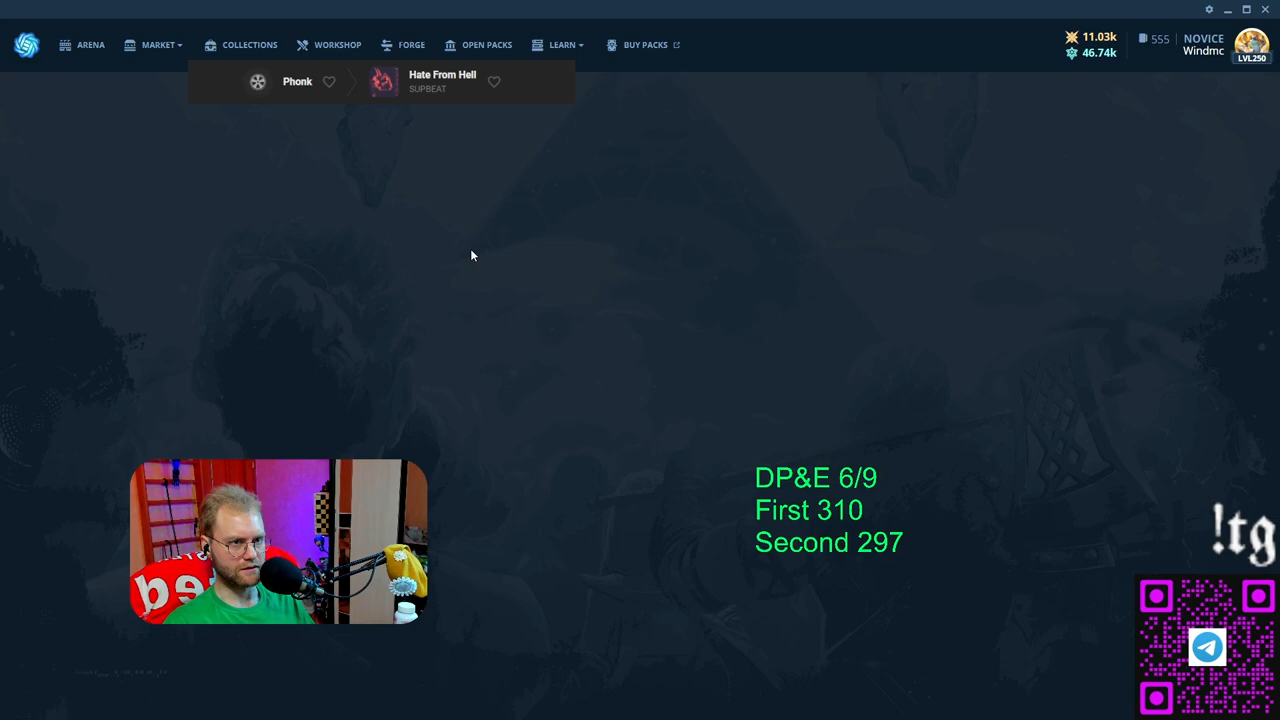 ARENA
MARKET
COLLECTIONS
WORKSHOP
FORGE
OPEN PACKS
LEARN
BUY PACKS
11.03k
46.74k
555
NOVICE
Windmc
LVL250
Phonk
Hate From Hell
SUPBEAT
DP&E 6/9
First 310
Second 297
!tg